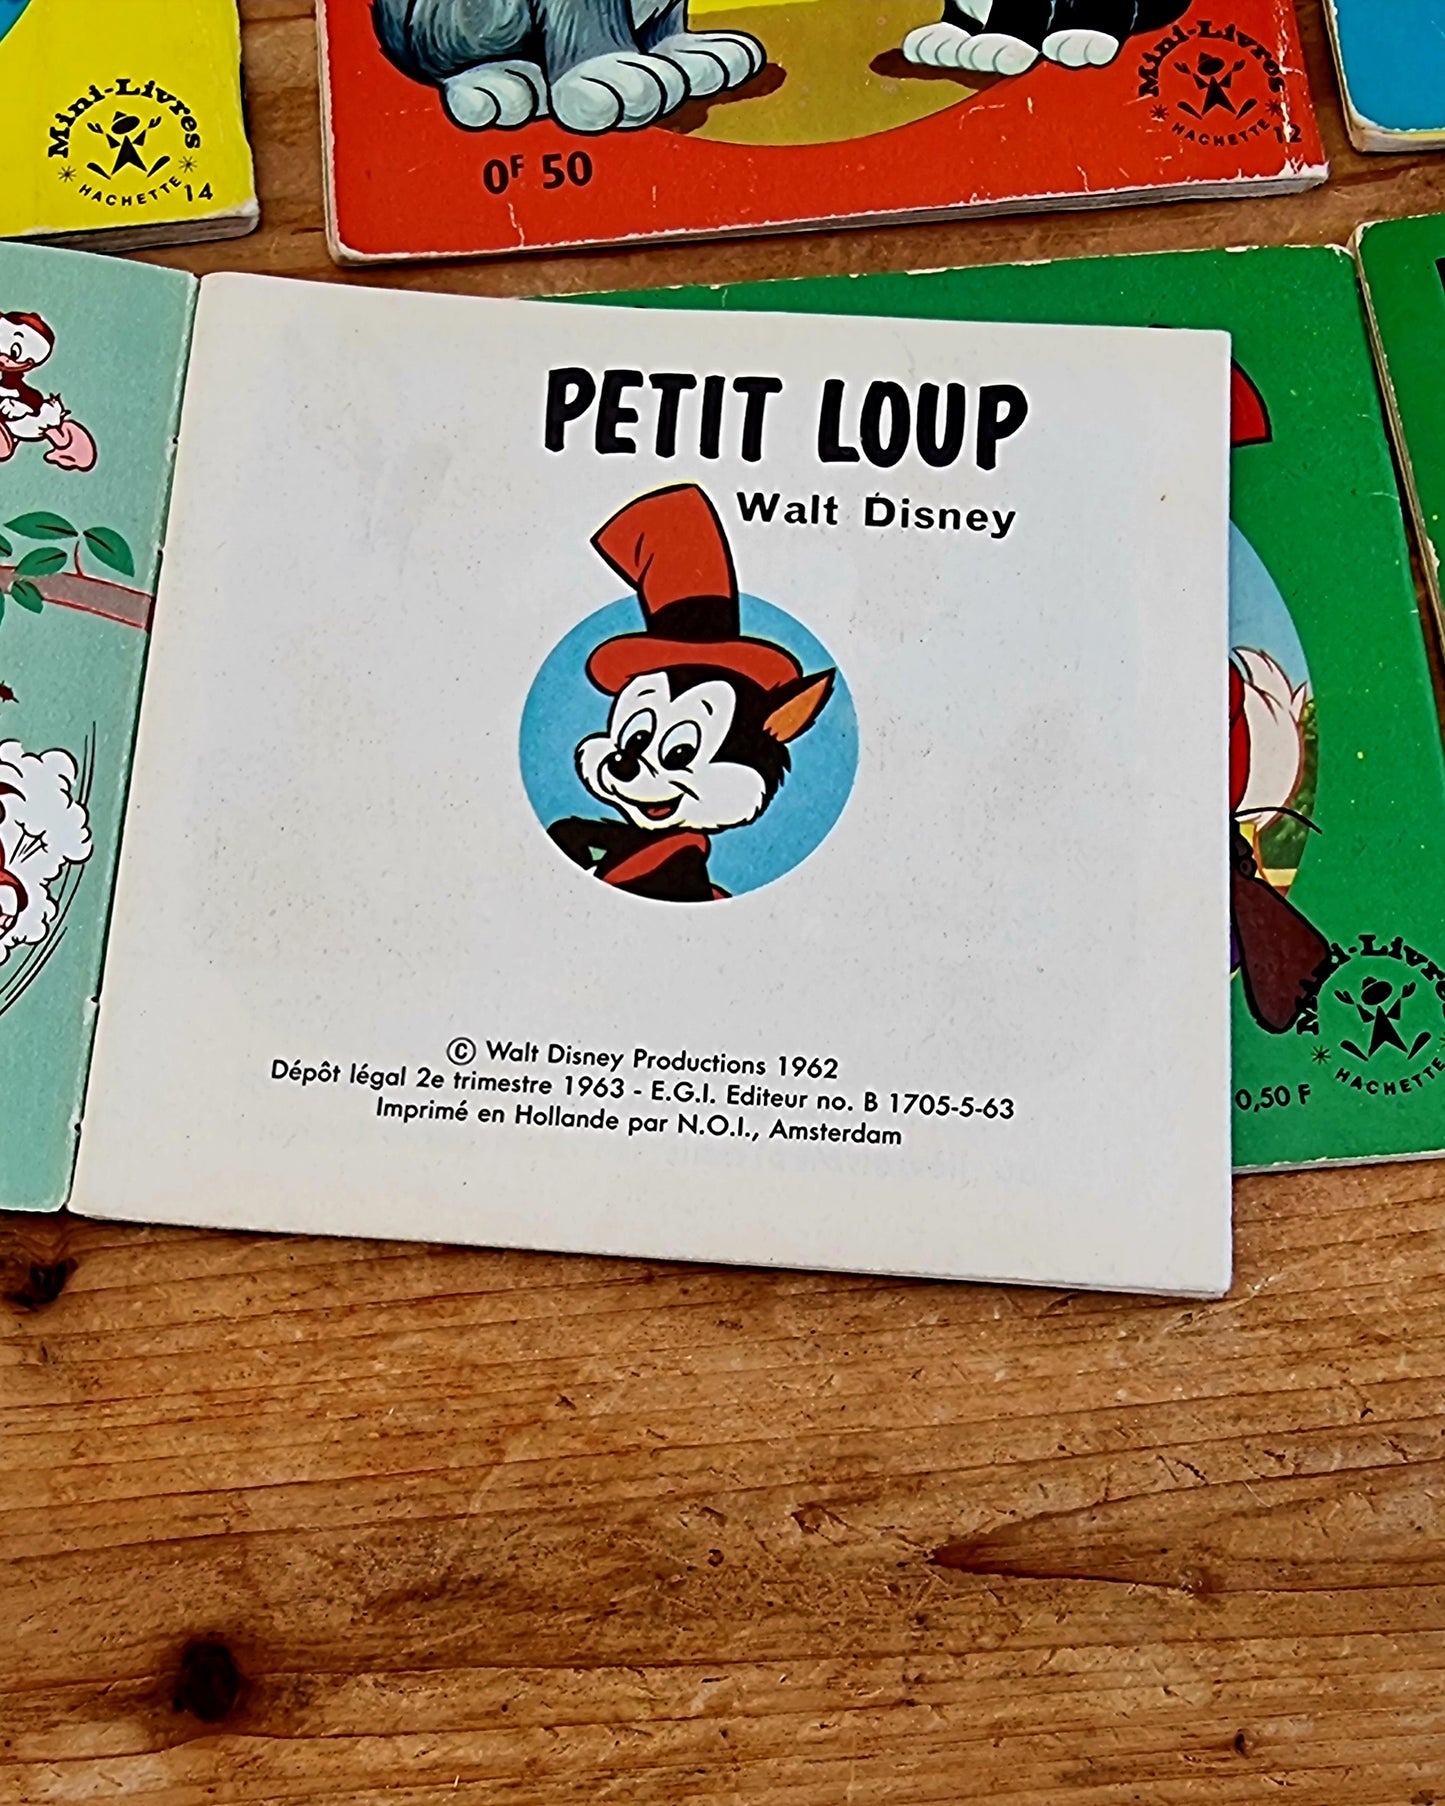 Mini-Livres
HACHETTE
14
0F 50
Mini-Livres
HACHETTE
12
PETIT LOUP
Walt Disney
© Walt Disney Productions 1962
Dépôt légal 2e trimestre 1963 - E.G.I. Editeur no. B 1705-5-63
Imprimé en Hollande par N.O.I., Amsterdam
Mini-Livres
HACHETTE
0,50 F